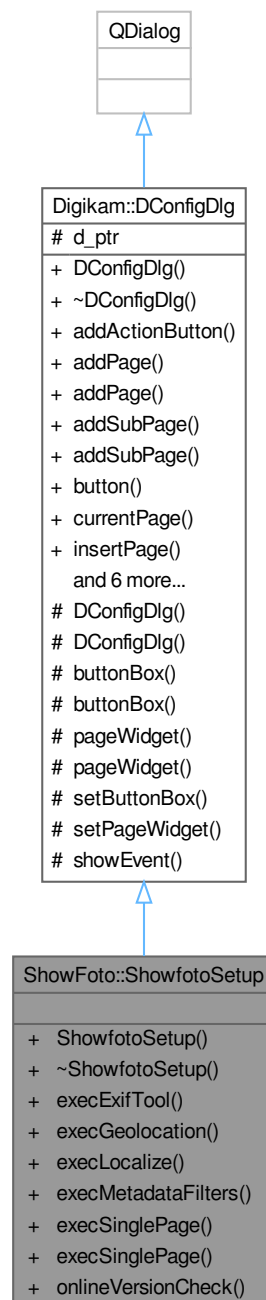 QDialog
Digikam::DConfigDlg
# d_ptr
+ DConfigDlg()
+ ~DConfigDlg()
+ addActionButton()
+ addPage()
+ addPage()
+ addSubPage()
+ addSubPage()
+ button()
+ currentPage()
+ insertPage()
and 6 more...
# DConfigDlg()
# DConfigDlg()
# buttonBox()
# buttonBox()
# pageWidget()
# pageWidget()
# setButtonBox()
# setPageWidget()
# showEvent()
ShowFoto::ShowfotoSetup
+ ShowfotoSetup()
+ ~ShowfotoSetup()
+ execExifTool()
+ execGeolocation()
+ execLocalize()
+ execMetadataFilters()
+ execSinglePage()
+ execSinglePage()
+ onlineVersionCheck()